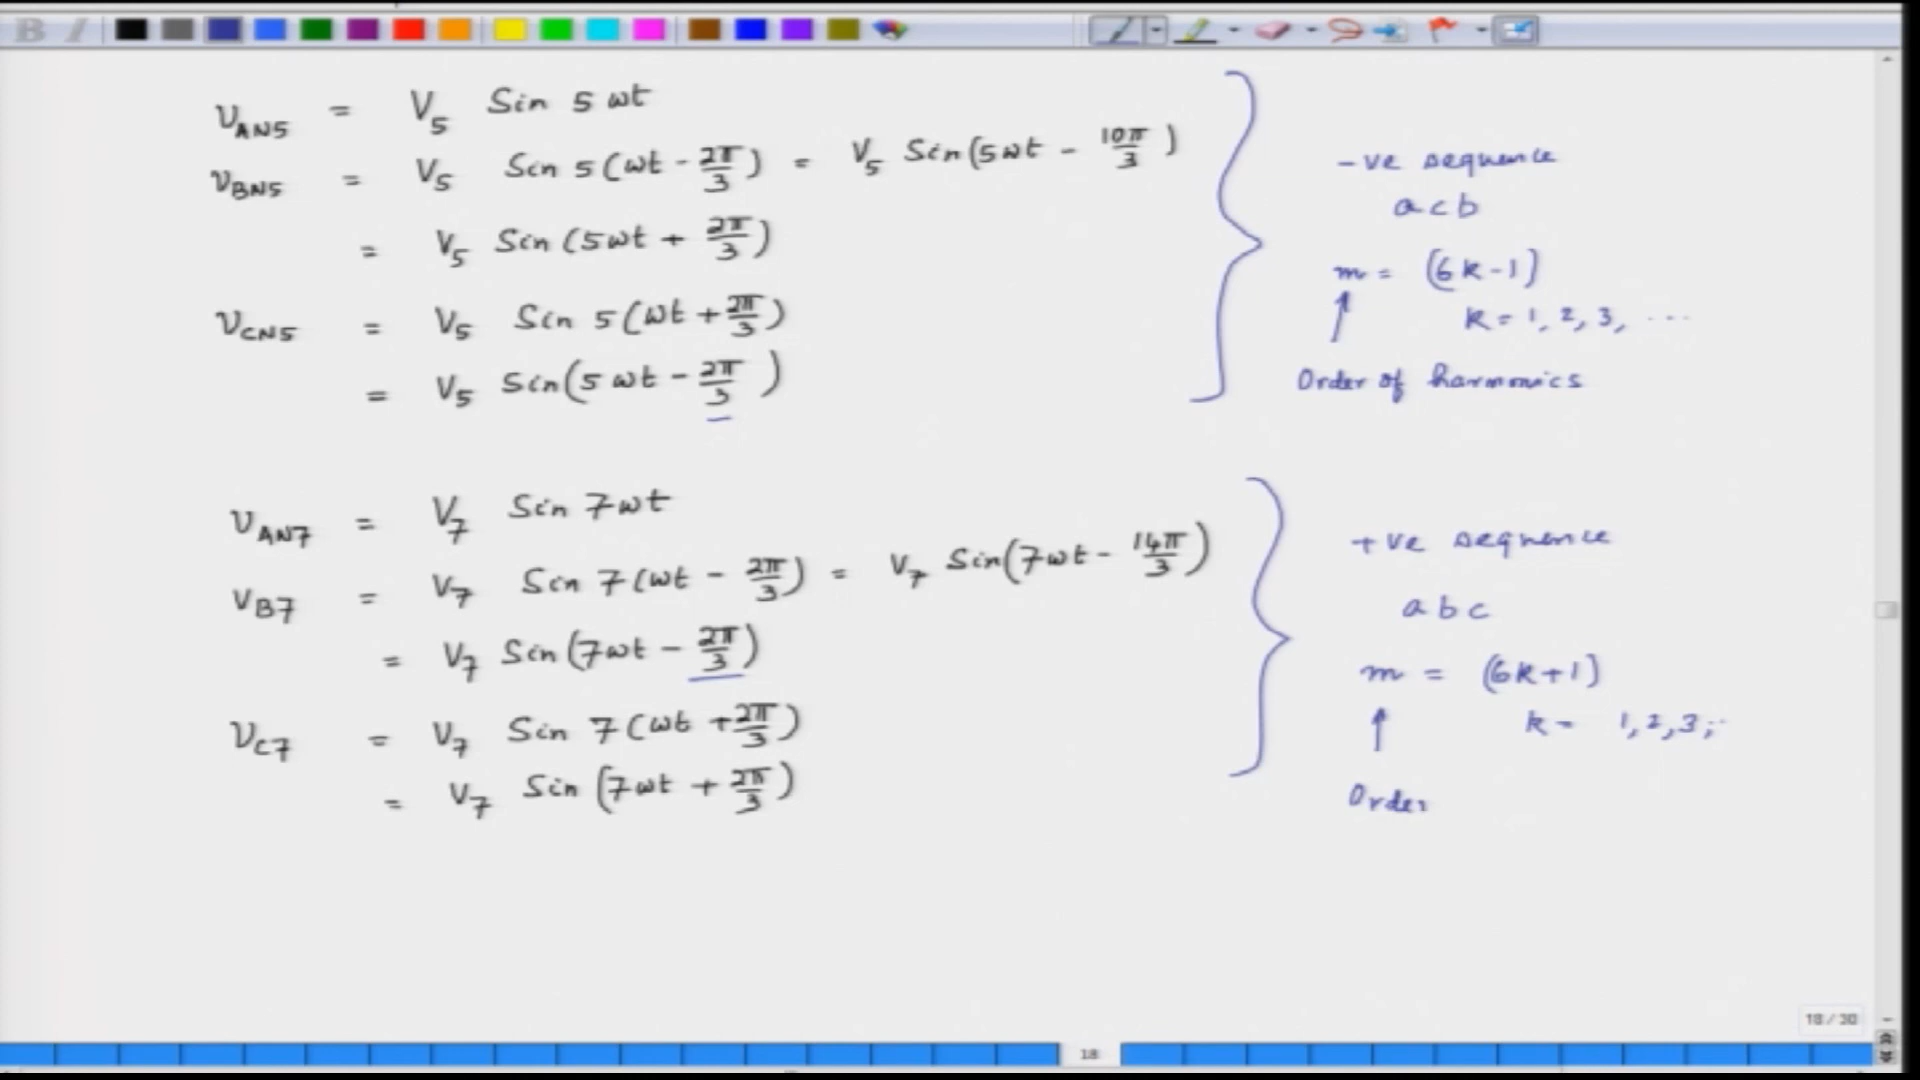 B I
v_AN5 = V_5 Sin 5 ωt
v_BN5 = V_5 Sin 5(ωt - 2π/3) = V_5 Sin(5ωt - 10π/3)
= V_5 Sin(5ωt + 2π/3)
v_CN5 = V_5 Sin 5(ωt + 2π/3)
= V_5 Sin(5ωt - 2π/3)
-ve sequence
acb
m = (6k-1)
k = 1, 2, 3, ....
Order of harmonics
v_AN7 = V_7 Sin 7ωt
v_B7 = V_7 Sin 7(ωt - 2π/3) = V_7 Sin(7ωt - 14π/3)
= V_7 Sin(7ωt - 2π/3)
v_C7 = V_7 Sin 7(ωt + 2π/3)
= V_7 Sin(7ωt + 2π/3)
+ve sequence
abc
m = (6k+1)
k = 1,2,3,..
Order
18 / 30
18